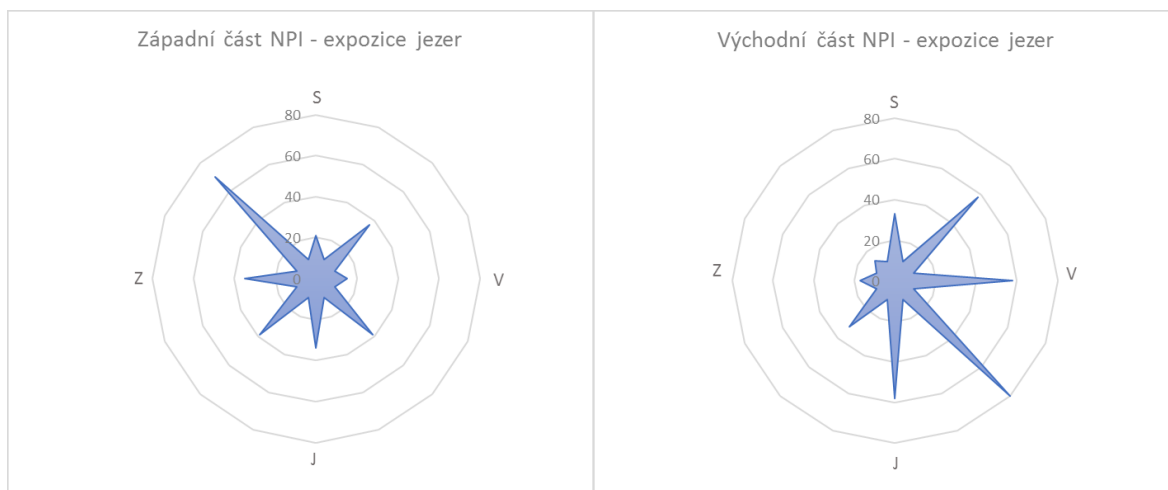 Západní část NPI - expozice jezer
S
80
60
40
20
0
Z
V
J
Východní část NPI - expozice jezer
S
80
60
40
20
0
Z
V
J